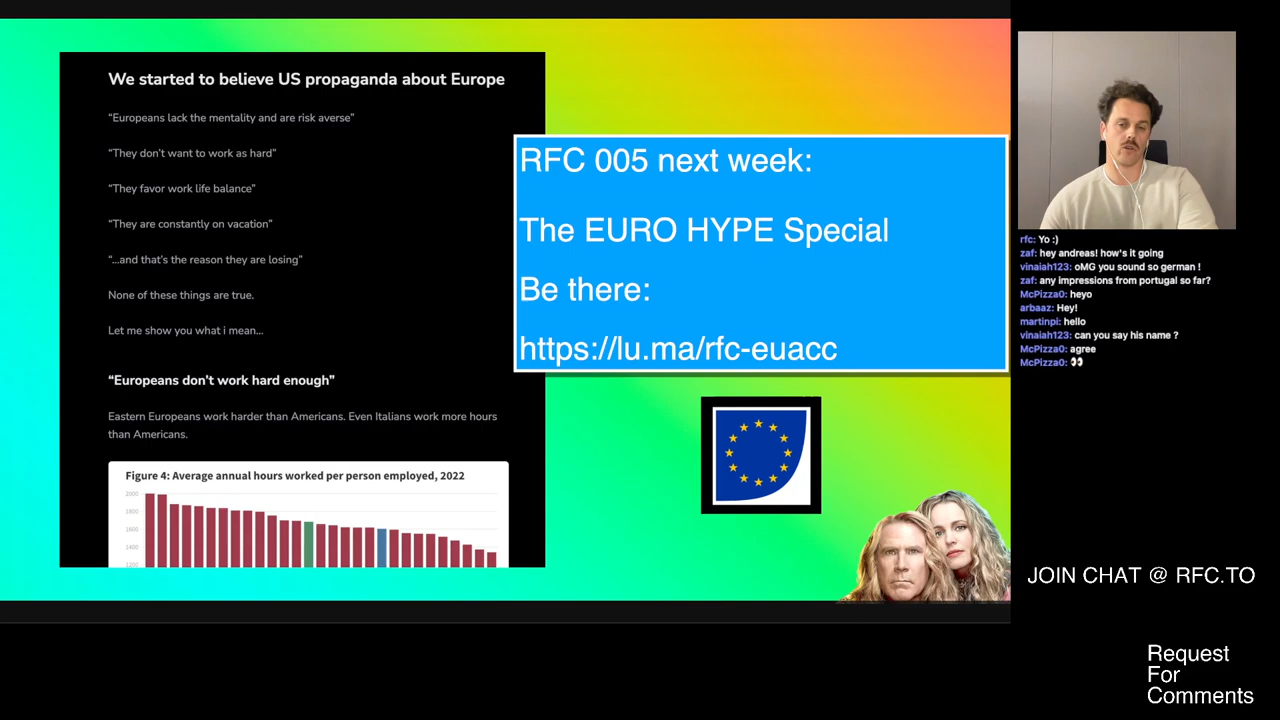 We started to believe US propaganda about Europe
“Europeans lack the mentality and are risk averse”
“They don’t want to work as hard”
“They favor work life balance”
“They are constantly on vacation”
“…and that’s the reason they are losing”
None of these things are true.
Let me show you what i mean…
“Europeans don’t work hard enough”
Eastern Europeans work harder than Americans. Even Italians work more hours
than Americans.
Figure 4: Average annual hours worked per person employed, 2022
2000
1800
1600
1400
1200
RFC 005 next week:
The EURO HYPE Special
Be there:
https://lu.ma/rfc-euacc
rfc: Yo :)
zaf: hey andreas! how's it going
vinaiah123: oMG you sound so german !
zaf: any impressions from portugal so far?
McPizza0: heyo
arbaaz: Hey!
martinpi: hello
vinaiah123: can you say his name ?
McPizza0: agree
McPizza0: 👀
JOIN CHAT @ RFC.TO
Request
For
Comments